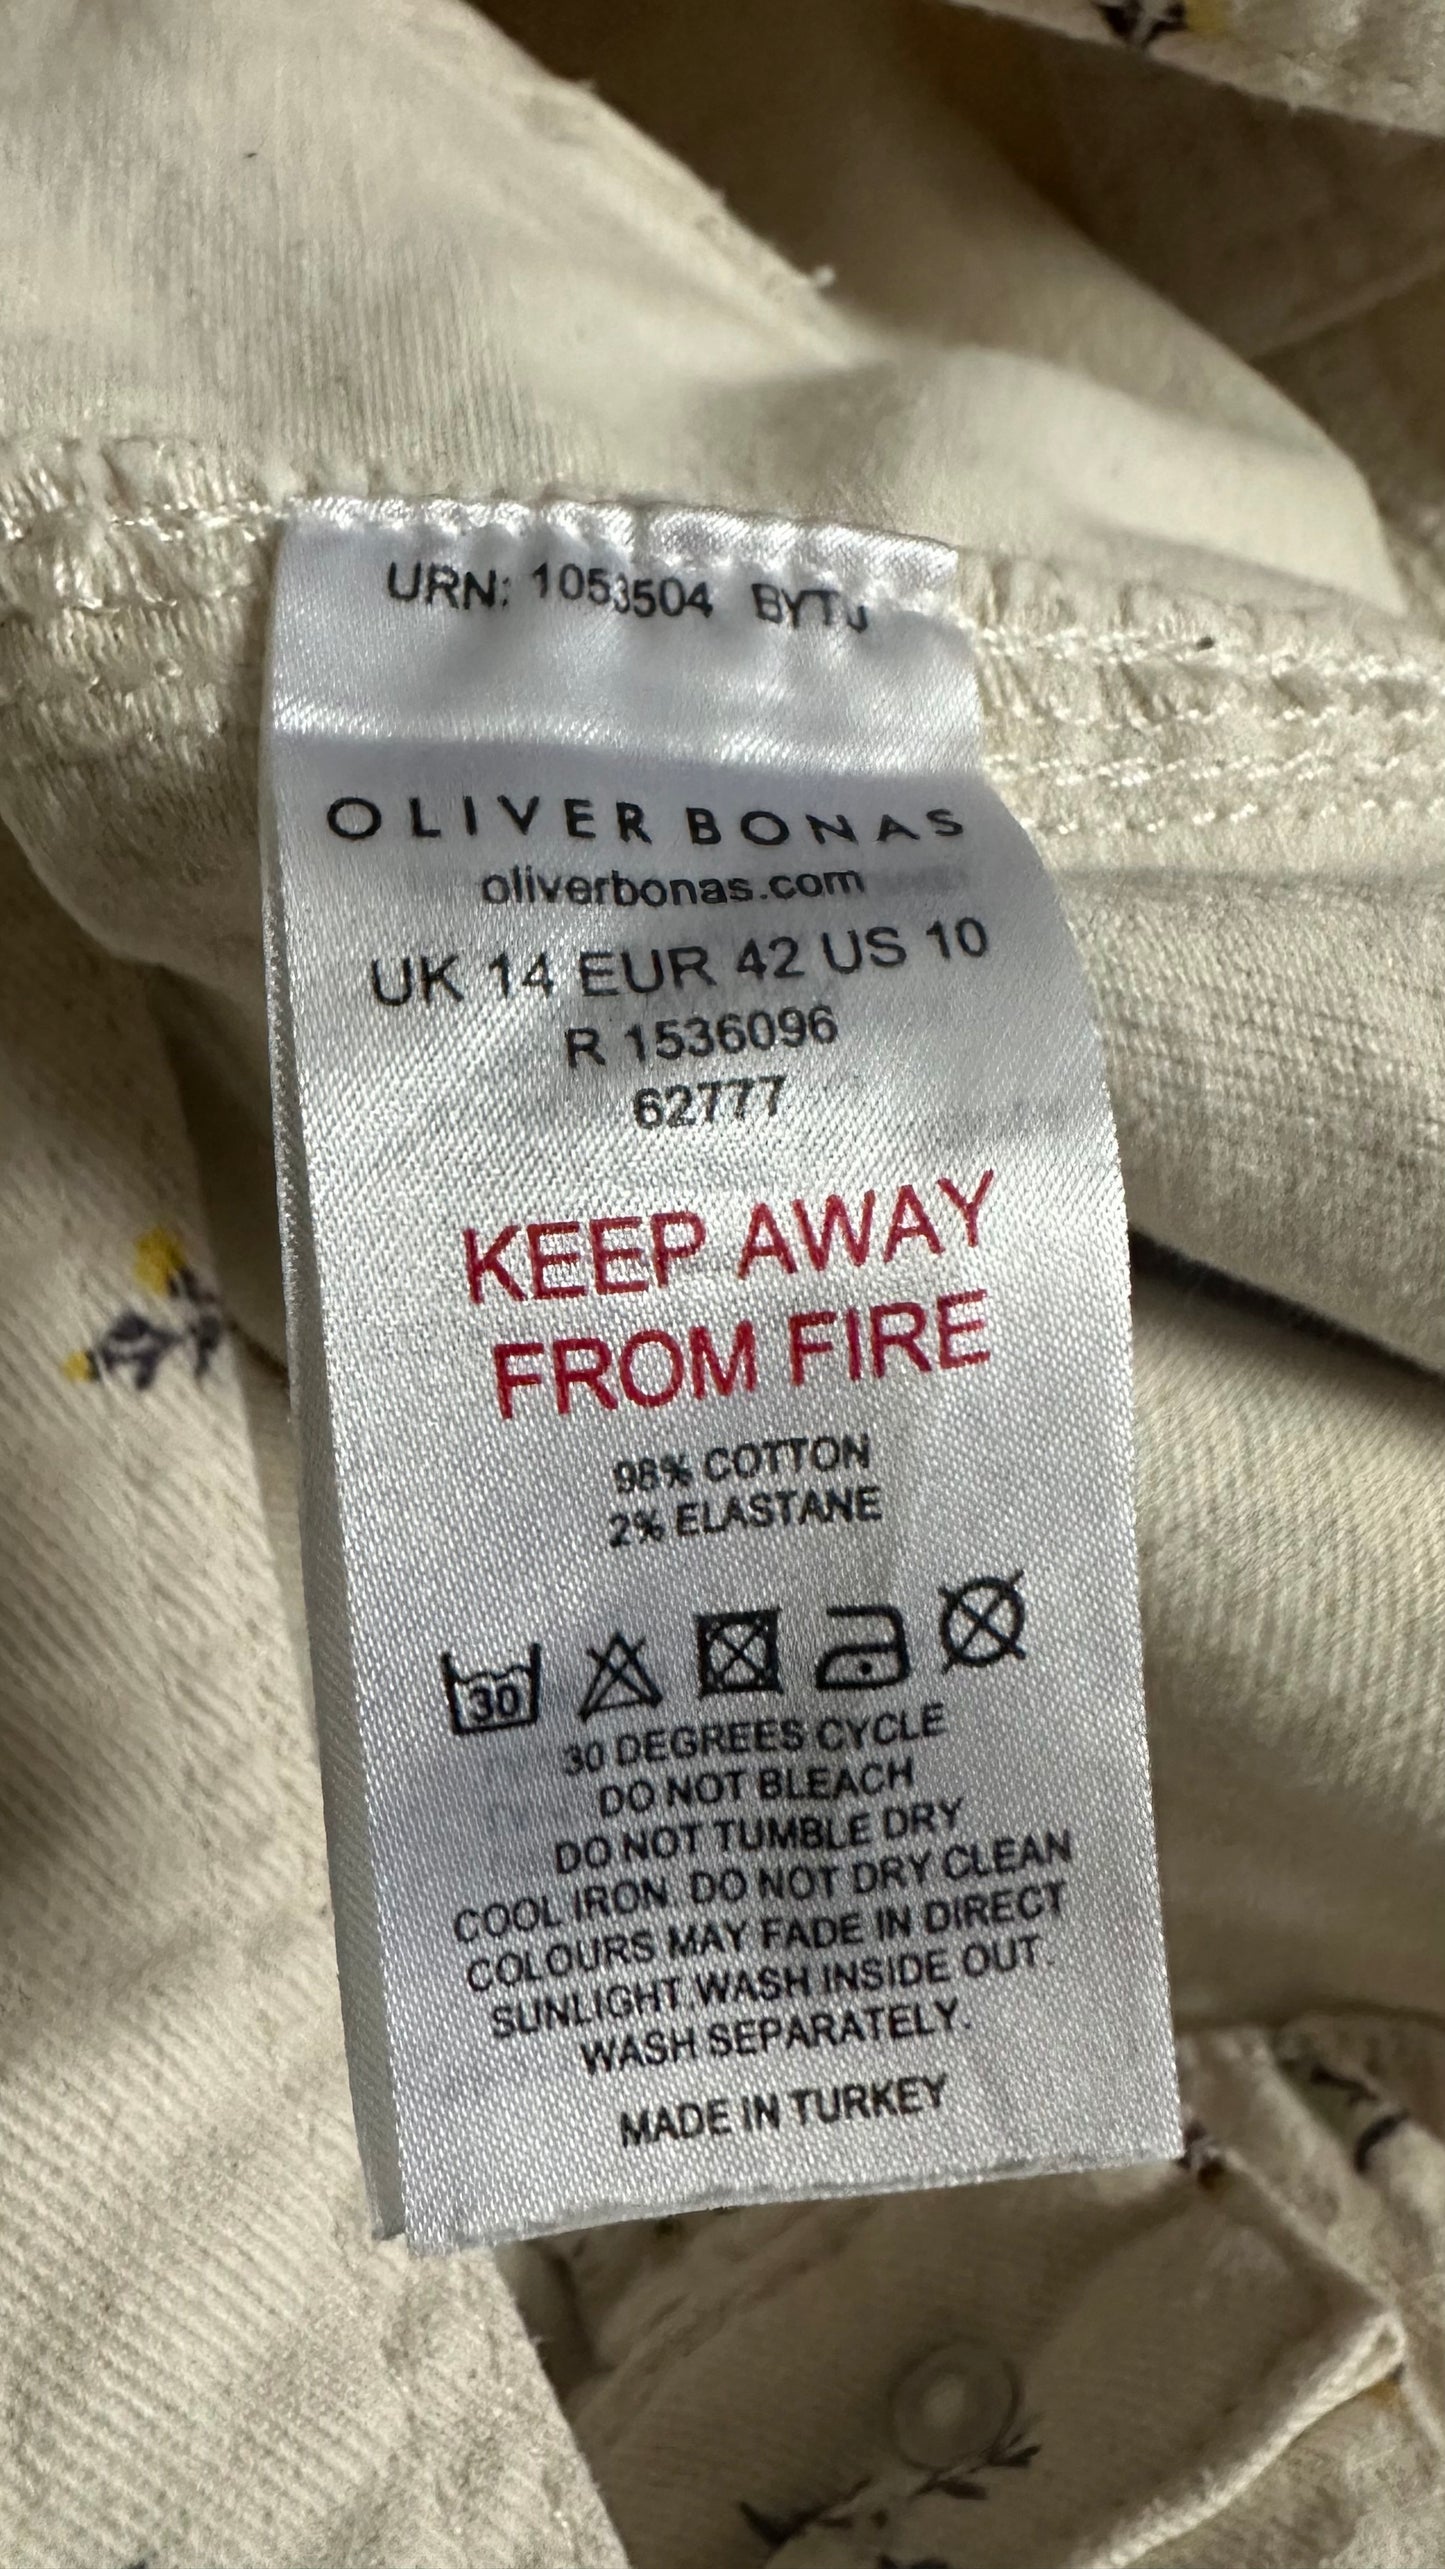 URN: 1053504 BYTJ
OLIVER BONAS
oliverbonas.com
UK 14 EUR 42 US 10
R 1536096
62777
KEEP AWAY
FROM FIRE
98% COTTON
2% ELASTANE
30
30 DEGREES CYCLE
DO NOT BLEACH
DO NOT TUMBLE DRY
COOL IRON. DO NOT DRY CLEAN
COLOURS MAY FADE IN DIRECT
SUNLIGHT.WASH INSIDE OUT.
WASH SEPARATELY.
MADE IN TURKEY